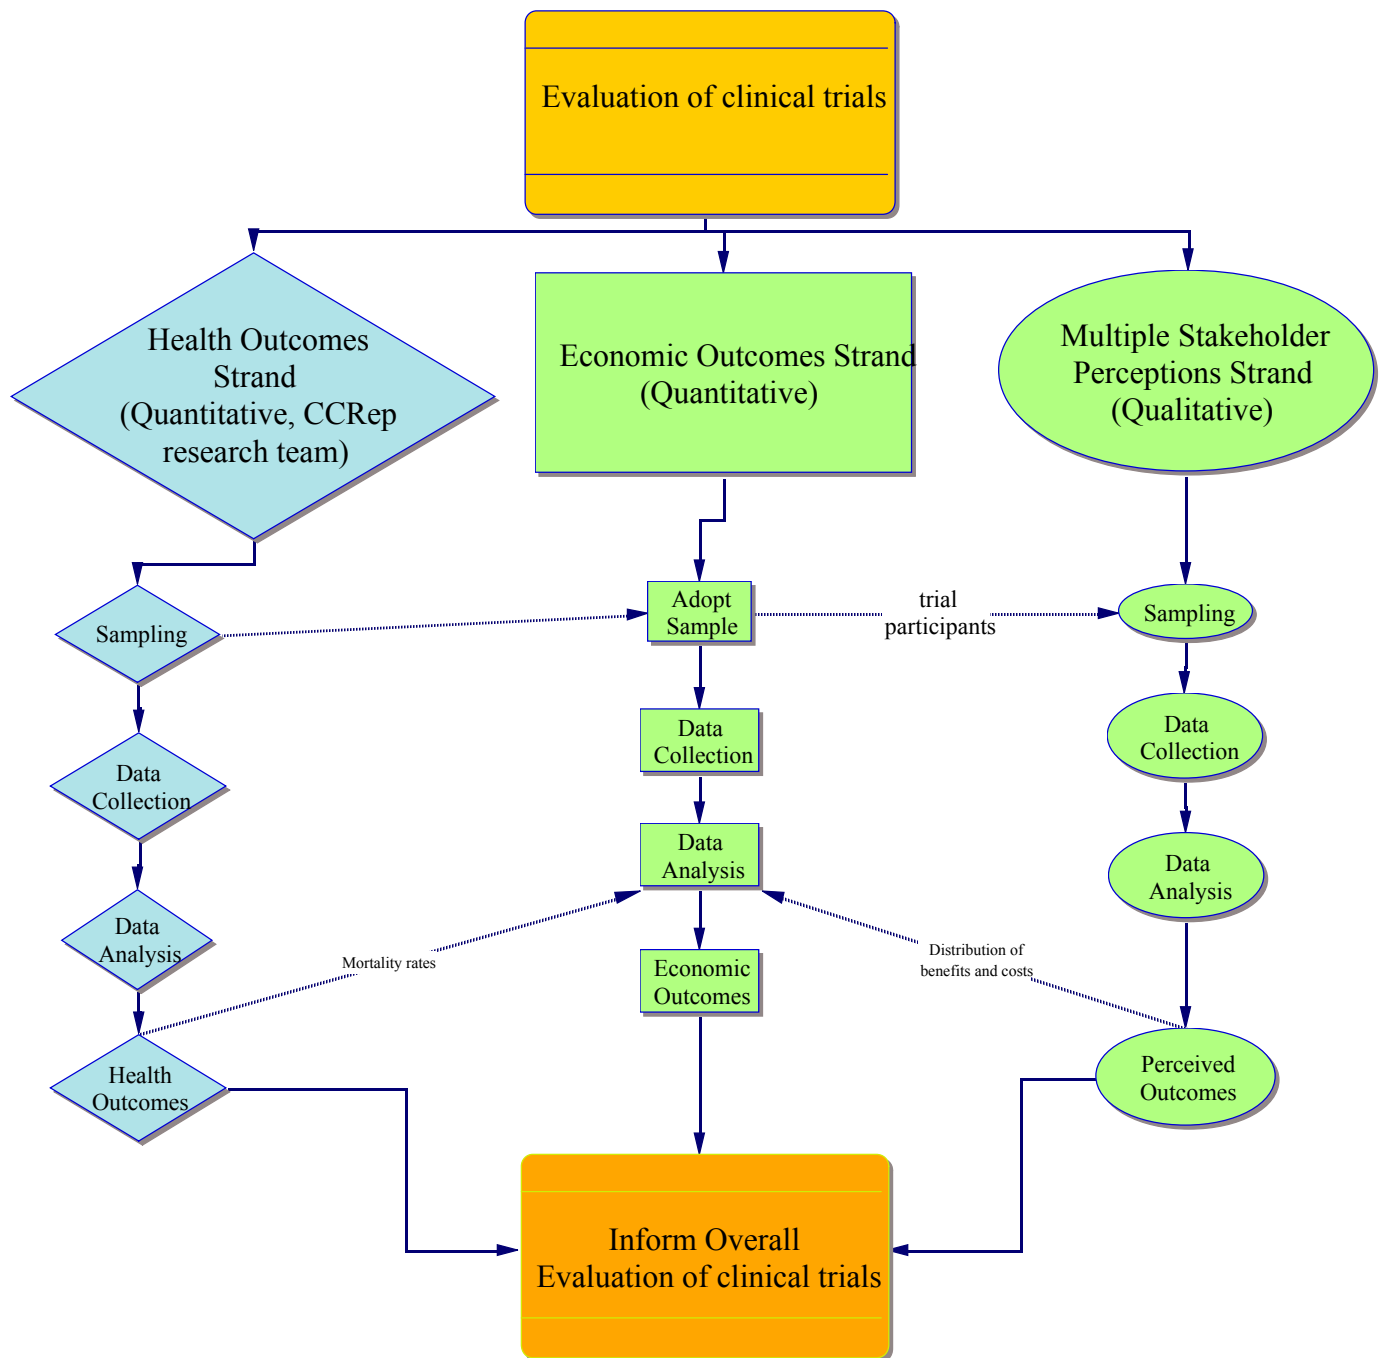 Evaluation of clinical trials
Health Outcomes
Strand
(Quantitative, CCRep
research team)
Economic Outcomes Strand
(Quantitative)
Multiple Stakeholder
Perceptions Strand
(Qualitative)
Sampling
Adopt
Sample
trial
participants
Sampling
Data
Collection
Data
Collection
Data
Collection
Data
Analysis
Data
Analysis
Data
Analysis
Mortality rates
Economic
Outcomes
Distribution of
benefits and costs
Health
Outcomes
Perceived
Outcomes
Inform Overall
Evaluation of clinical trials